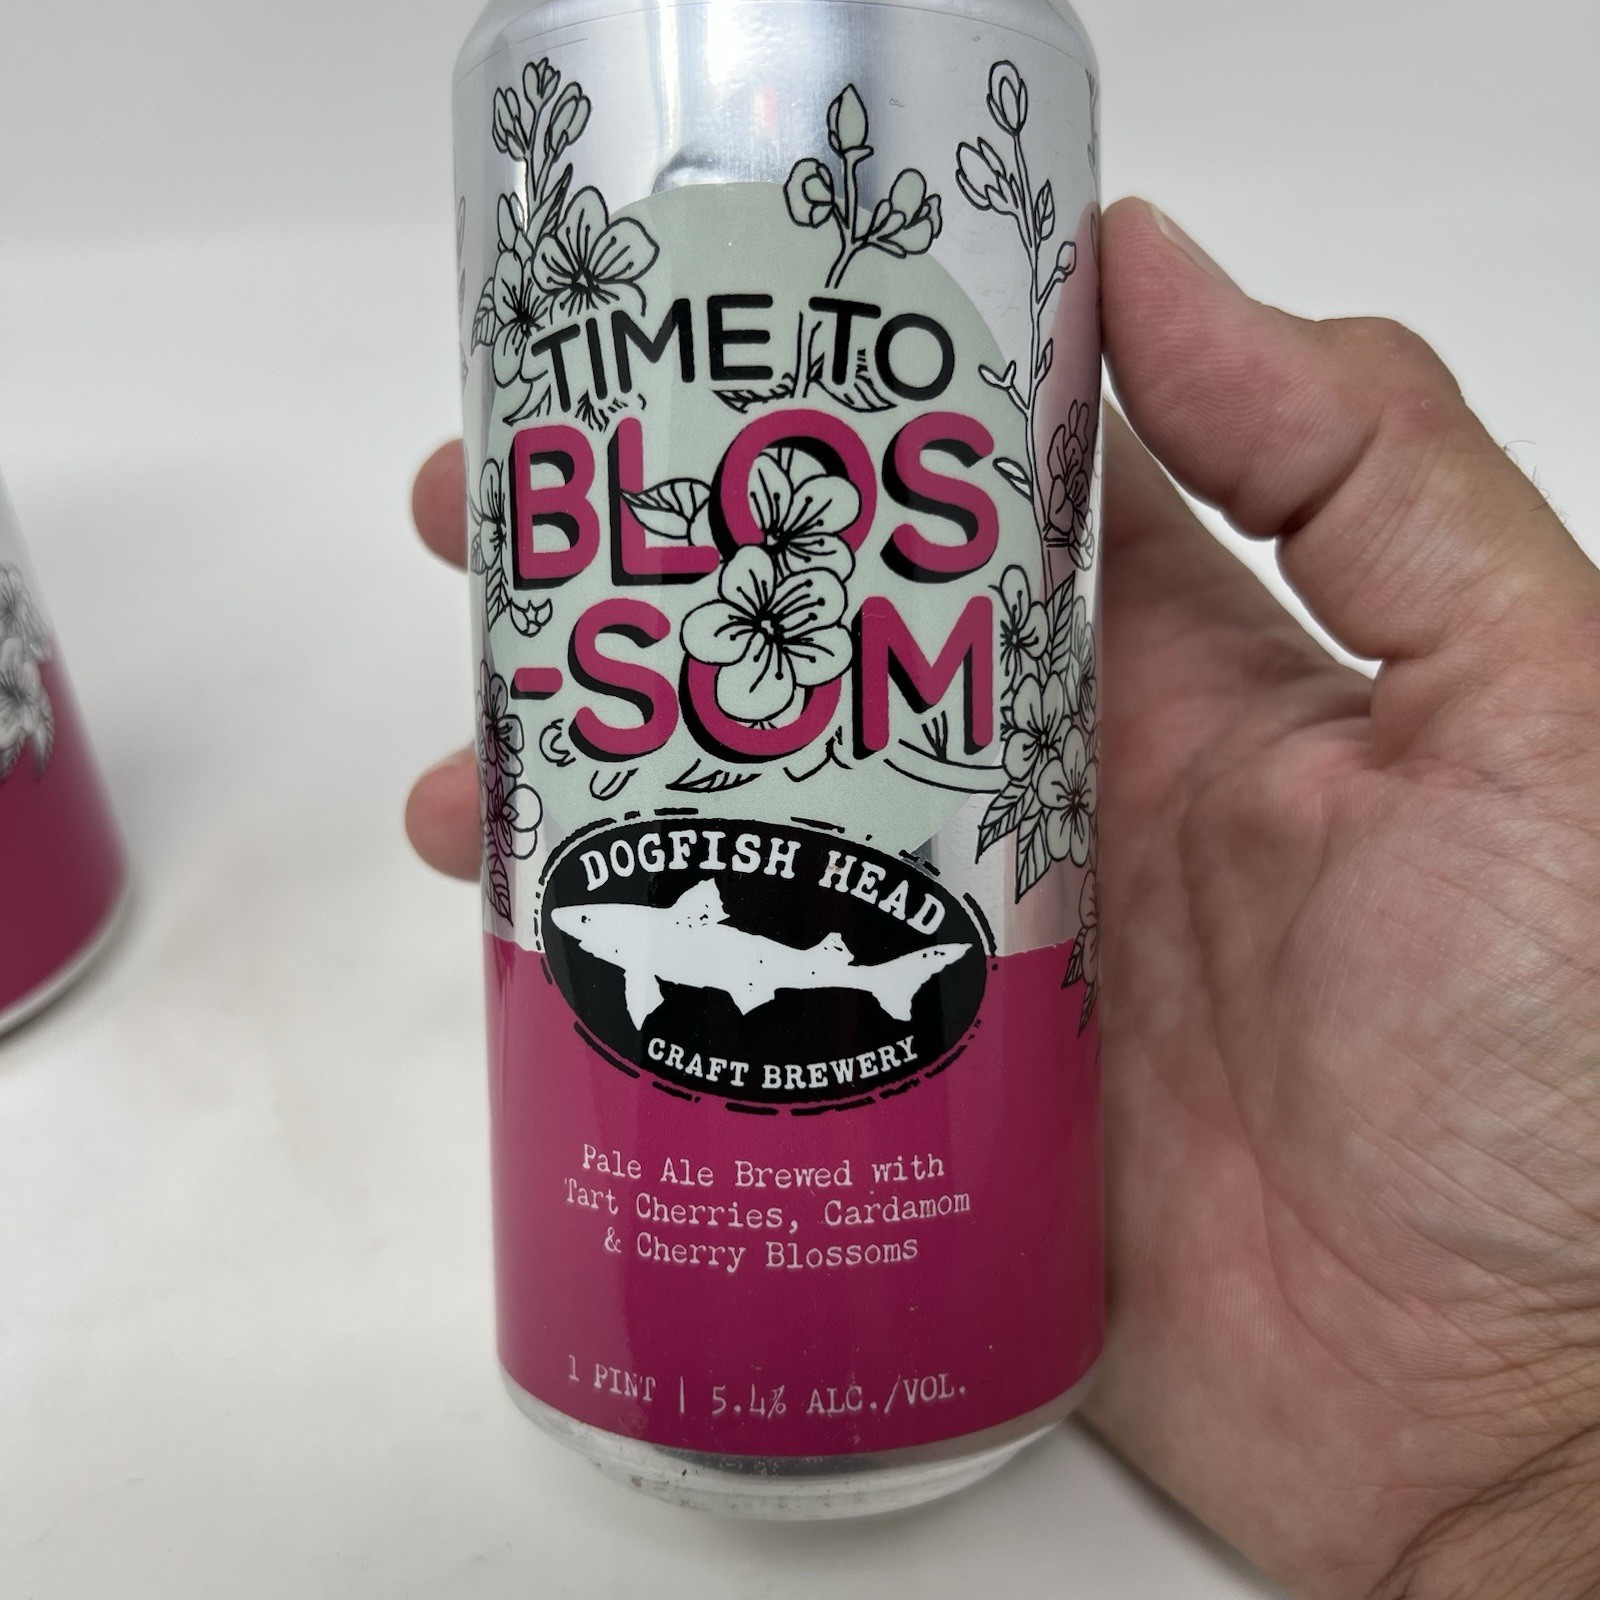 TIME TO
BLOS
-SOM
DOGFISH HEAD
CRAFT BREWERY
Pale Ale Brewed with
Tart Cherries, Cardamom
& Cherry Blossoms
1 PINT | 5.4% ALC./VOL.